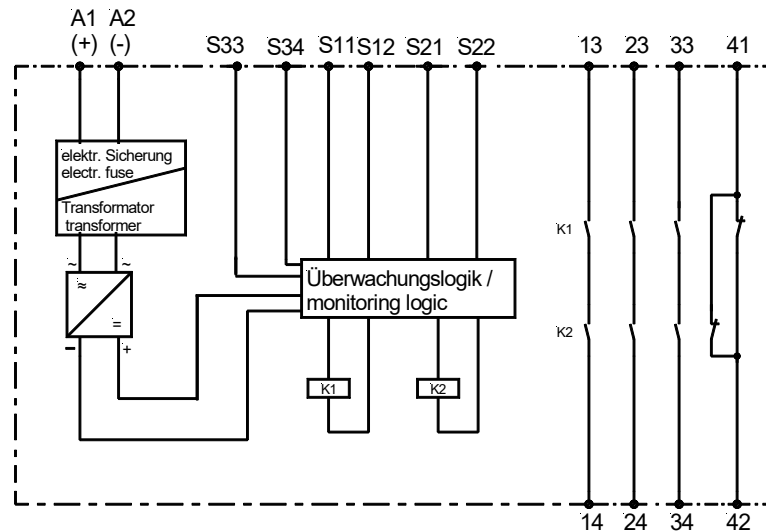 A1 A2
(+) (-) S33 S34 S11 S12 S21 S22 13 23 33 41
elektr. Sicherung
electr. fuse
Transformator
transformer
~ ~
≈
=
− +
Überwachungslogik /
monitoring logic
K1
K2
K1 K2
14 24 34 42